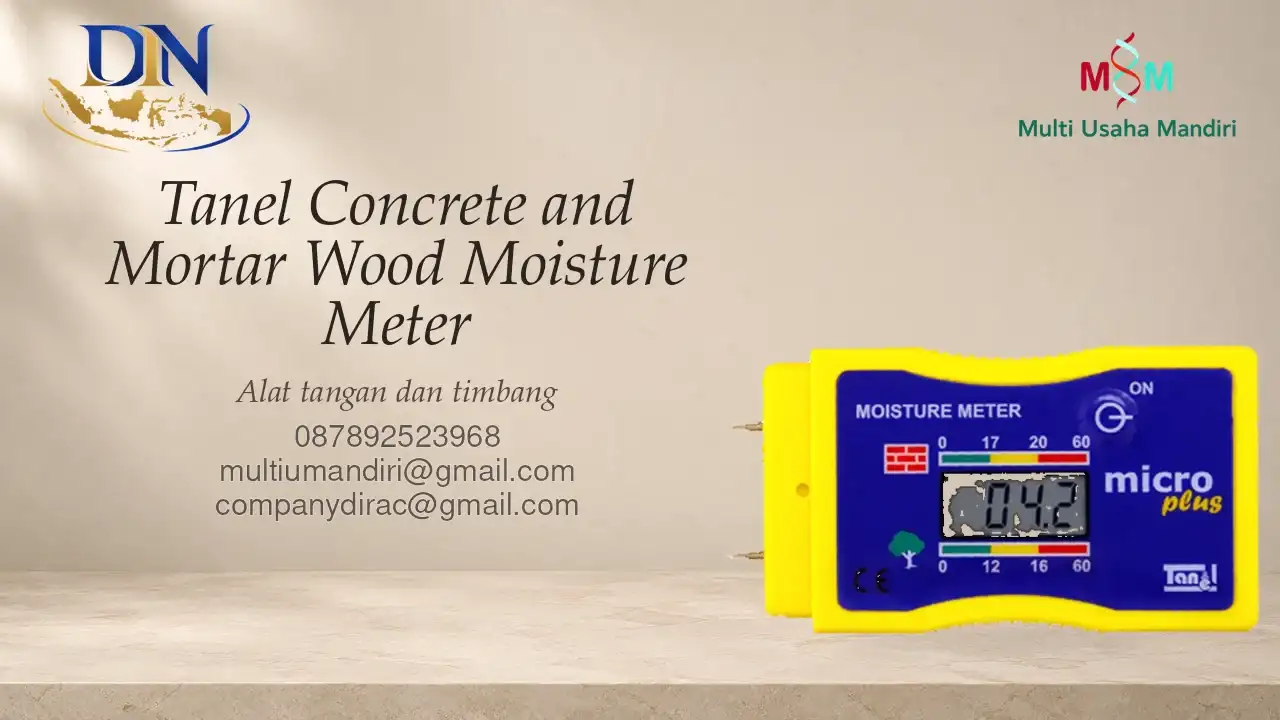 DIN
MSM
Multi Usaha Mandiri
Tanel Concrete and
Mortar Wood Moisture
Meter
Alat tangan dan timbang
087892523968
multiumandiri@gmail.com
companydirac@gmail.com
ON
MOISTURE METER
0 17 20 60
micro
plus
04.2
0 12 16 60
CE
Tanel